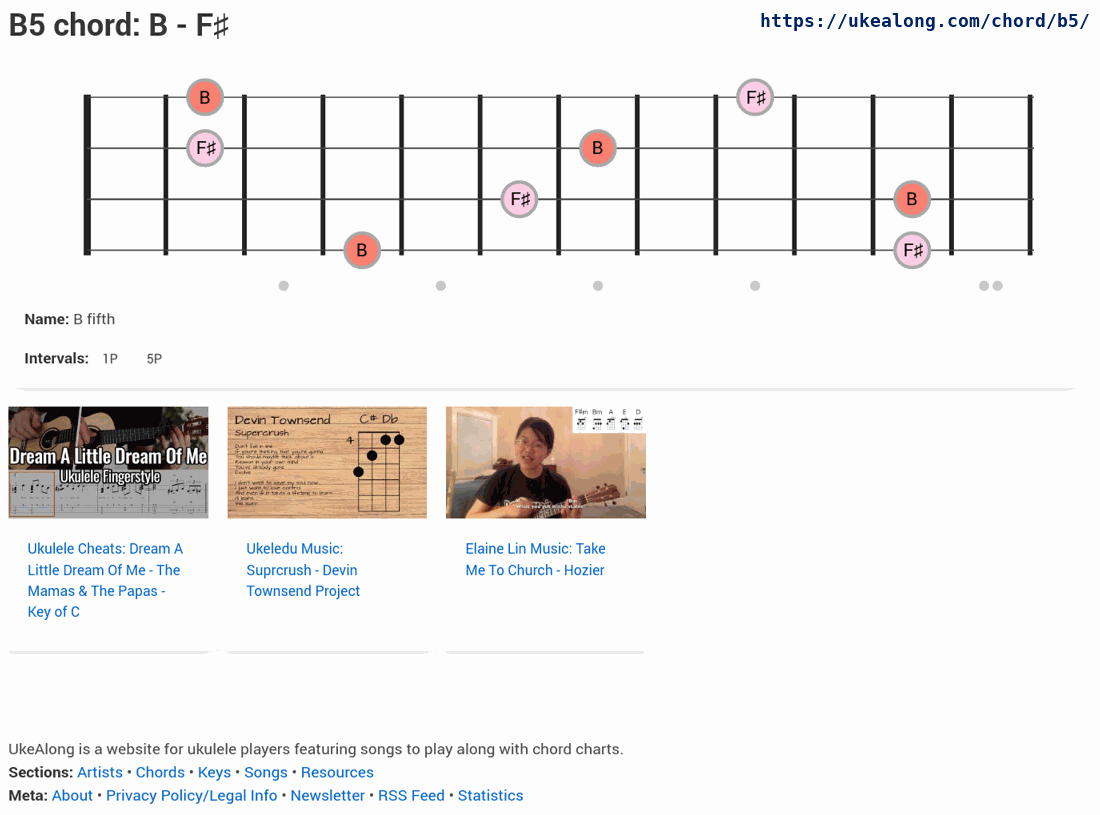 B5 chord: B - F♯
https://ukealong.com/chord/b5/
B
F♯
F♯
B
F♯
B
B
F♯
Name: B fifth
Intervals: 1P 5P
Dream A Little Dream Of Me
Ukulele Fingerstyle
Devin Townsend
Supercrush
C# Db
4
F#m Bm A E D
Ukulele Cheats: Dream A
Little Dream Of Me - The
Mamas & The Papas -
Key of C
Ukeledu Music:
Suprcrush - Devin
Townsend Project
Elaine Lin Music: Take
Me To Church - Hozier
UkeAlong is a website for ukulele players featuring songs to play along with chord charts.
Sections: Artists • Chords • Keys • Songs • Resources
Meta: About • Privacy Policy/Legal Info • Newsletter • RSS Feed • Statistics